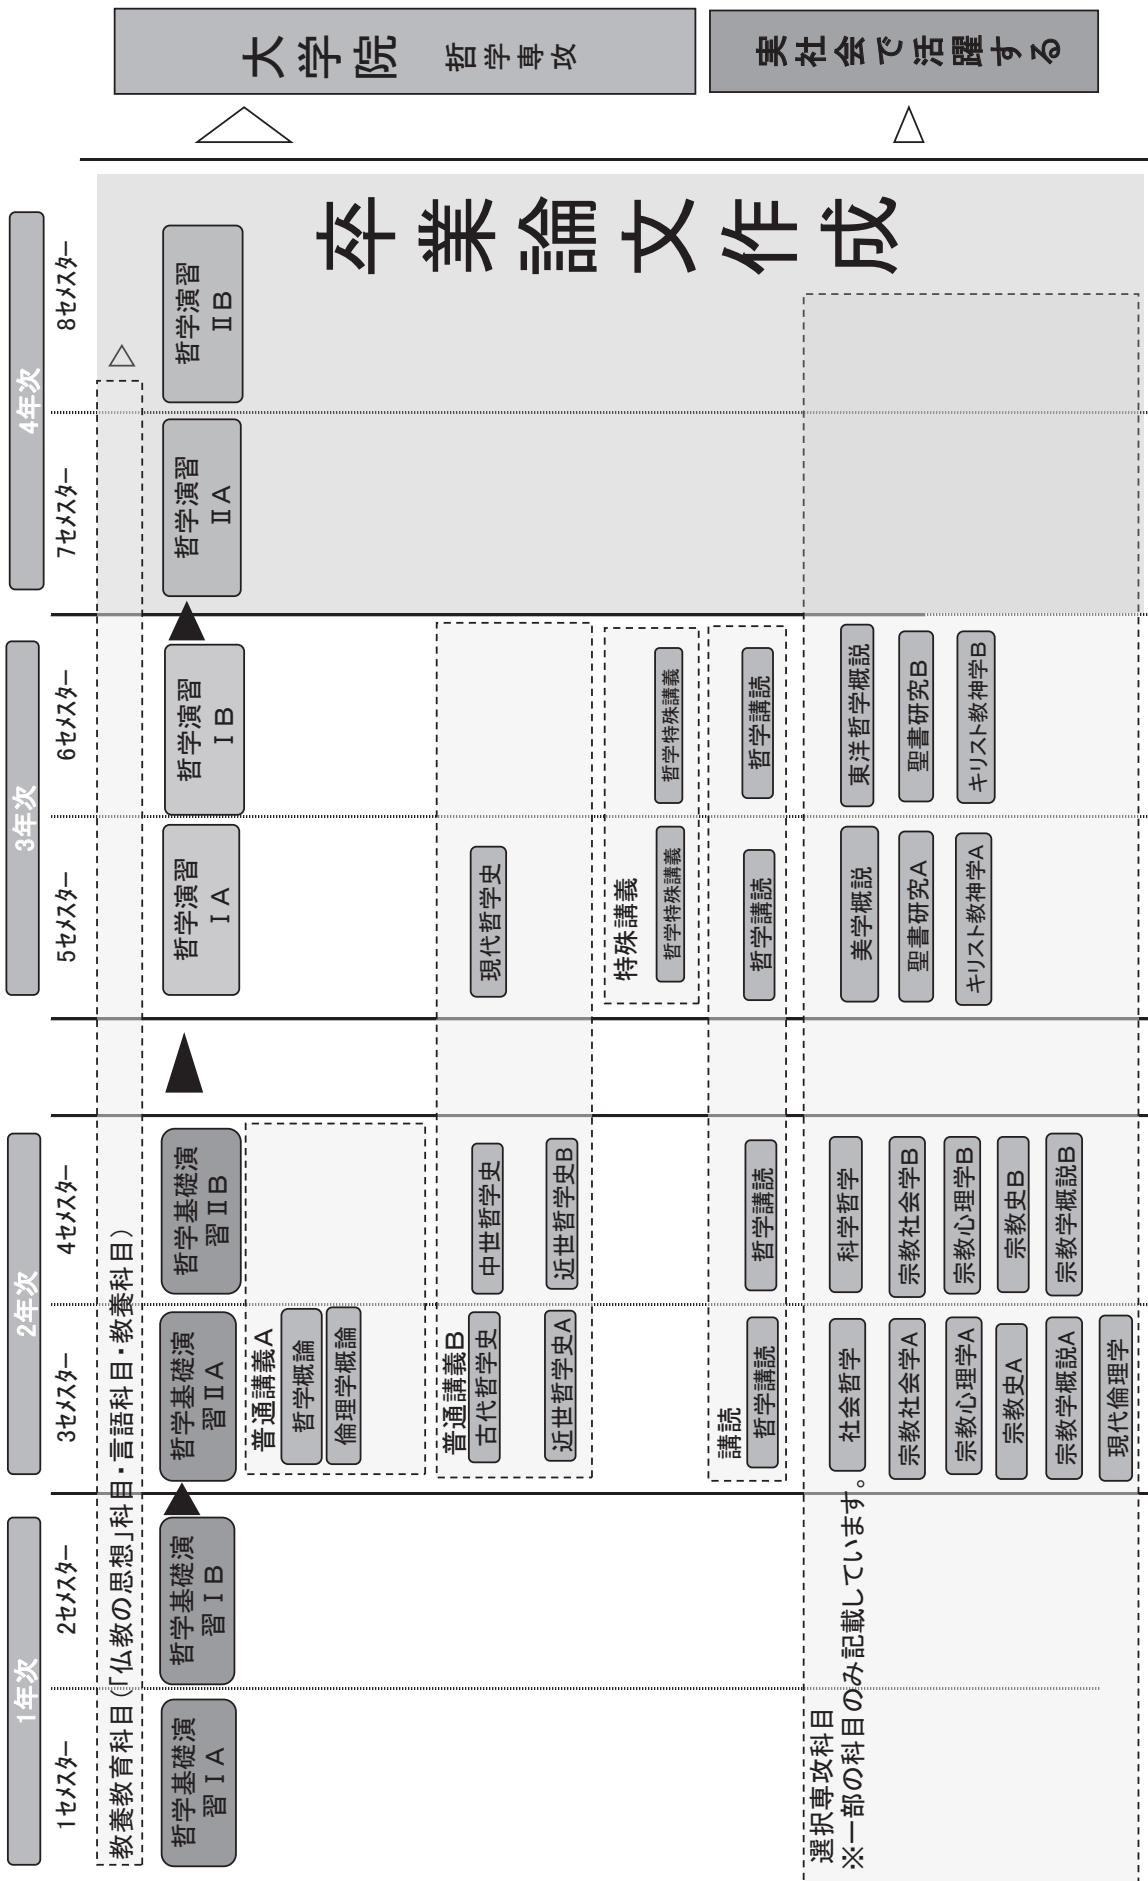 1年次
2年次
3年次
4年次
1セメスター
2セメスター
3セメスター
4セメスター
5セメスター
6セメスター
7セメスター
8セメスター
教養教育科目（「仏教の思想」科目・言語科目・教養科目）
哲学基礎演
習ⅠA
哲学基礎演
習ⅠB
哲学基礎演
習ⅡA
哲学基礎演
習ⅡB
哲学演習
ⅠA
哲学演習
ⅠB
哲学演習
ⅡA
哲学演習
ⅡB
普通講義A
哲学概論
倫理学概論
普通講義B
古代哲学史
中世哲学史
現代哲学史
近世哲学史A
近世哲学史B
特殊講義
哲学特殊講義
哲学特殊講義
講読
哲学講読
哲学講読
哲学講読
哲学講読
選択専攻科目
※一部の科目のみ記載しています。
社会哲学
科学哲学
美学概説
東洋哲学概説
宗教社会学A
宗教社会学B
聖書研究A
聖書研究B
宗教心理学A
宗教心理学B
キリスト教神学A
キリスト教神学B
宗教史A
宗教史B
宗教学概説A
宗教学概説B
現代倫理学
卒業論文作成
大学院 哲学専攻
実社会で活躍する